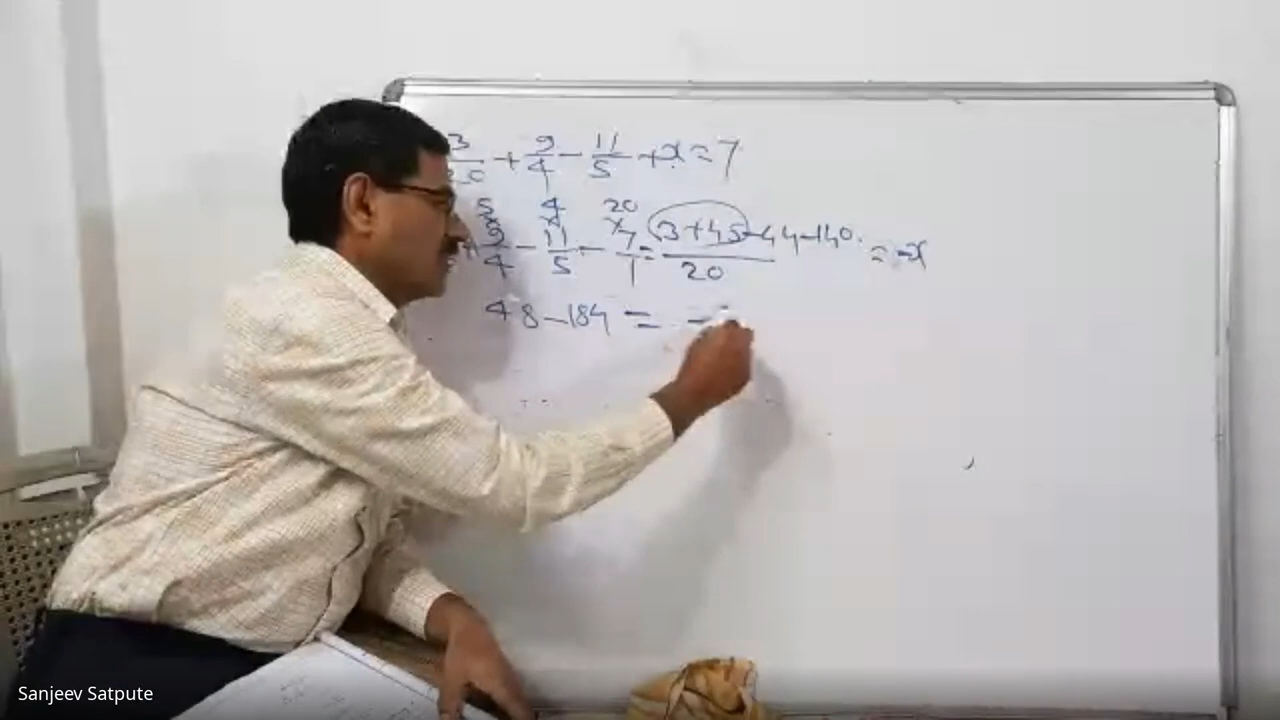 3/20 + 9/4 - 11/5 + x = 7
5 4 20
x x x
9/4 - 11/5 - 7/1 = 3+45-44-140/20 = -x
48-184 = -
Sanjeev Satpute